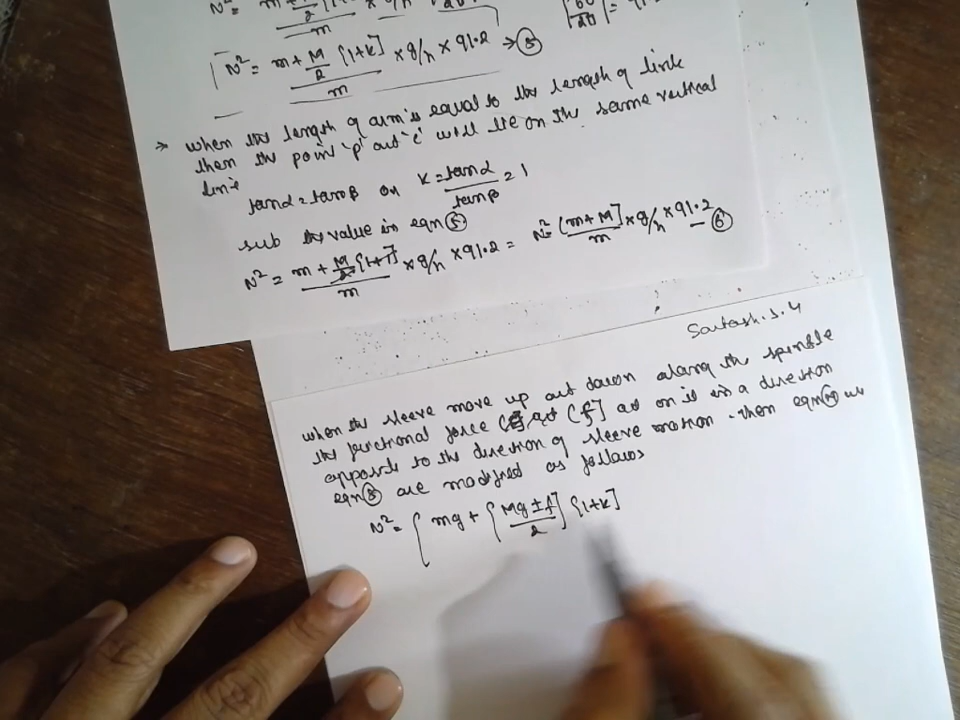 N² = m + M/2 [1+k] × g/h
m
N² = m + M/2 [1+k] × g/h × 91.2 → ⑤
m
→ when the length of arm is equal to the length of link
then the point 'p' and 'c' will lie on the same vertical
line
tanα = tanβ or K = tanα/tanβ = 1
sub the value in eqn ⑤
N² = m + M/2 [1+1] / m × g/h × 91.2 = N² = [m + M]/m × g/h × 91.2 — ⑥
Santosh.S.4
when the sleeve move up and down along the spindle
the frictional force (f) act on it in a direction
opposite to the direction of sleeve motion. then eqn
eqn ⑤ are modified as follows
N² = [mg + [Mg ± f / 2] [1+k]